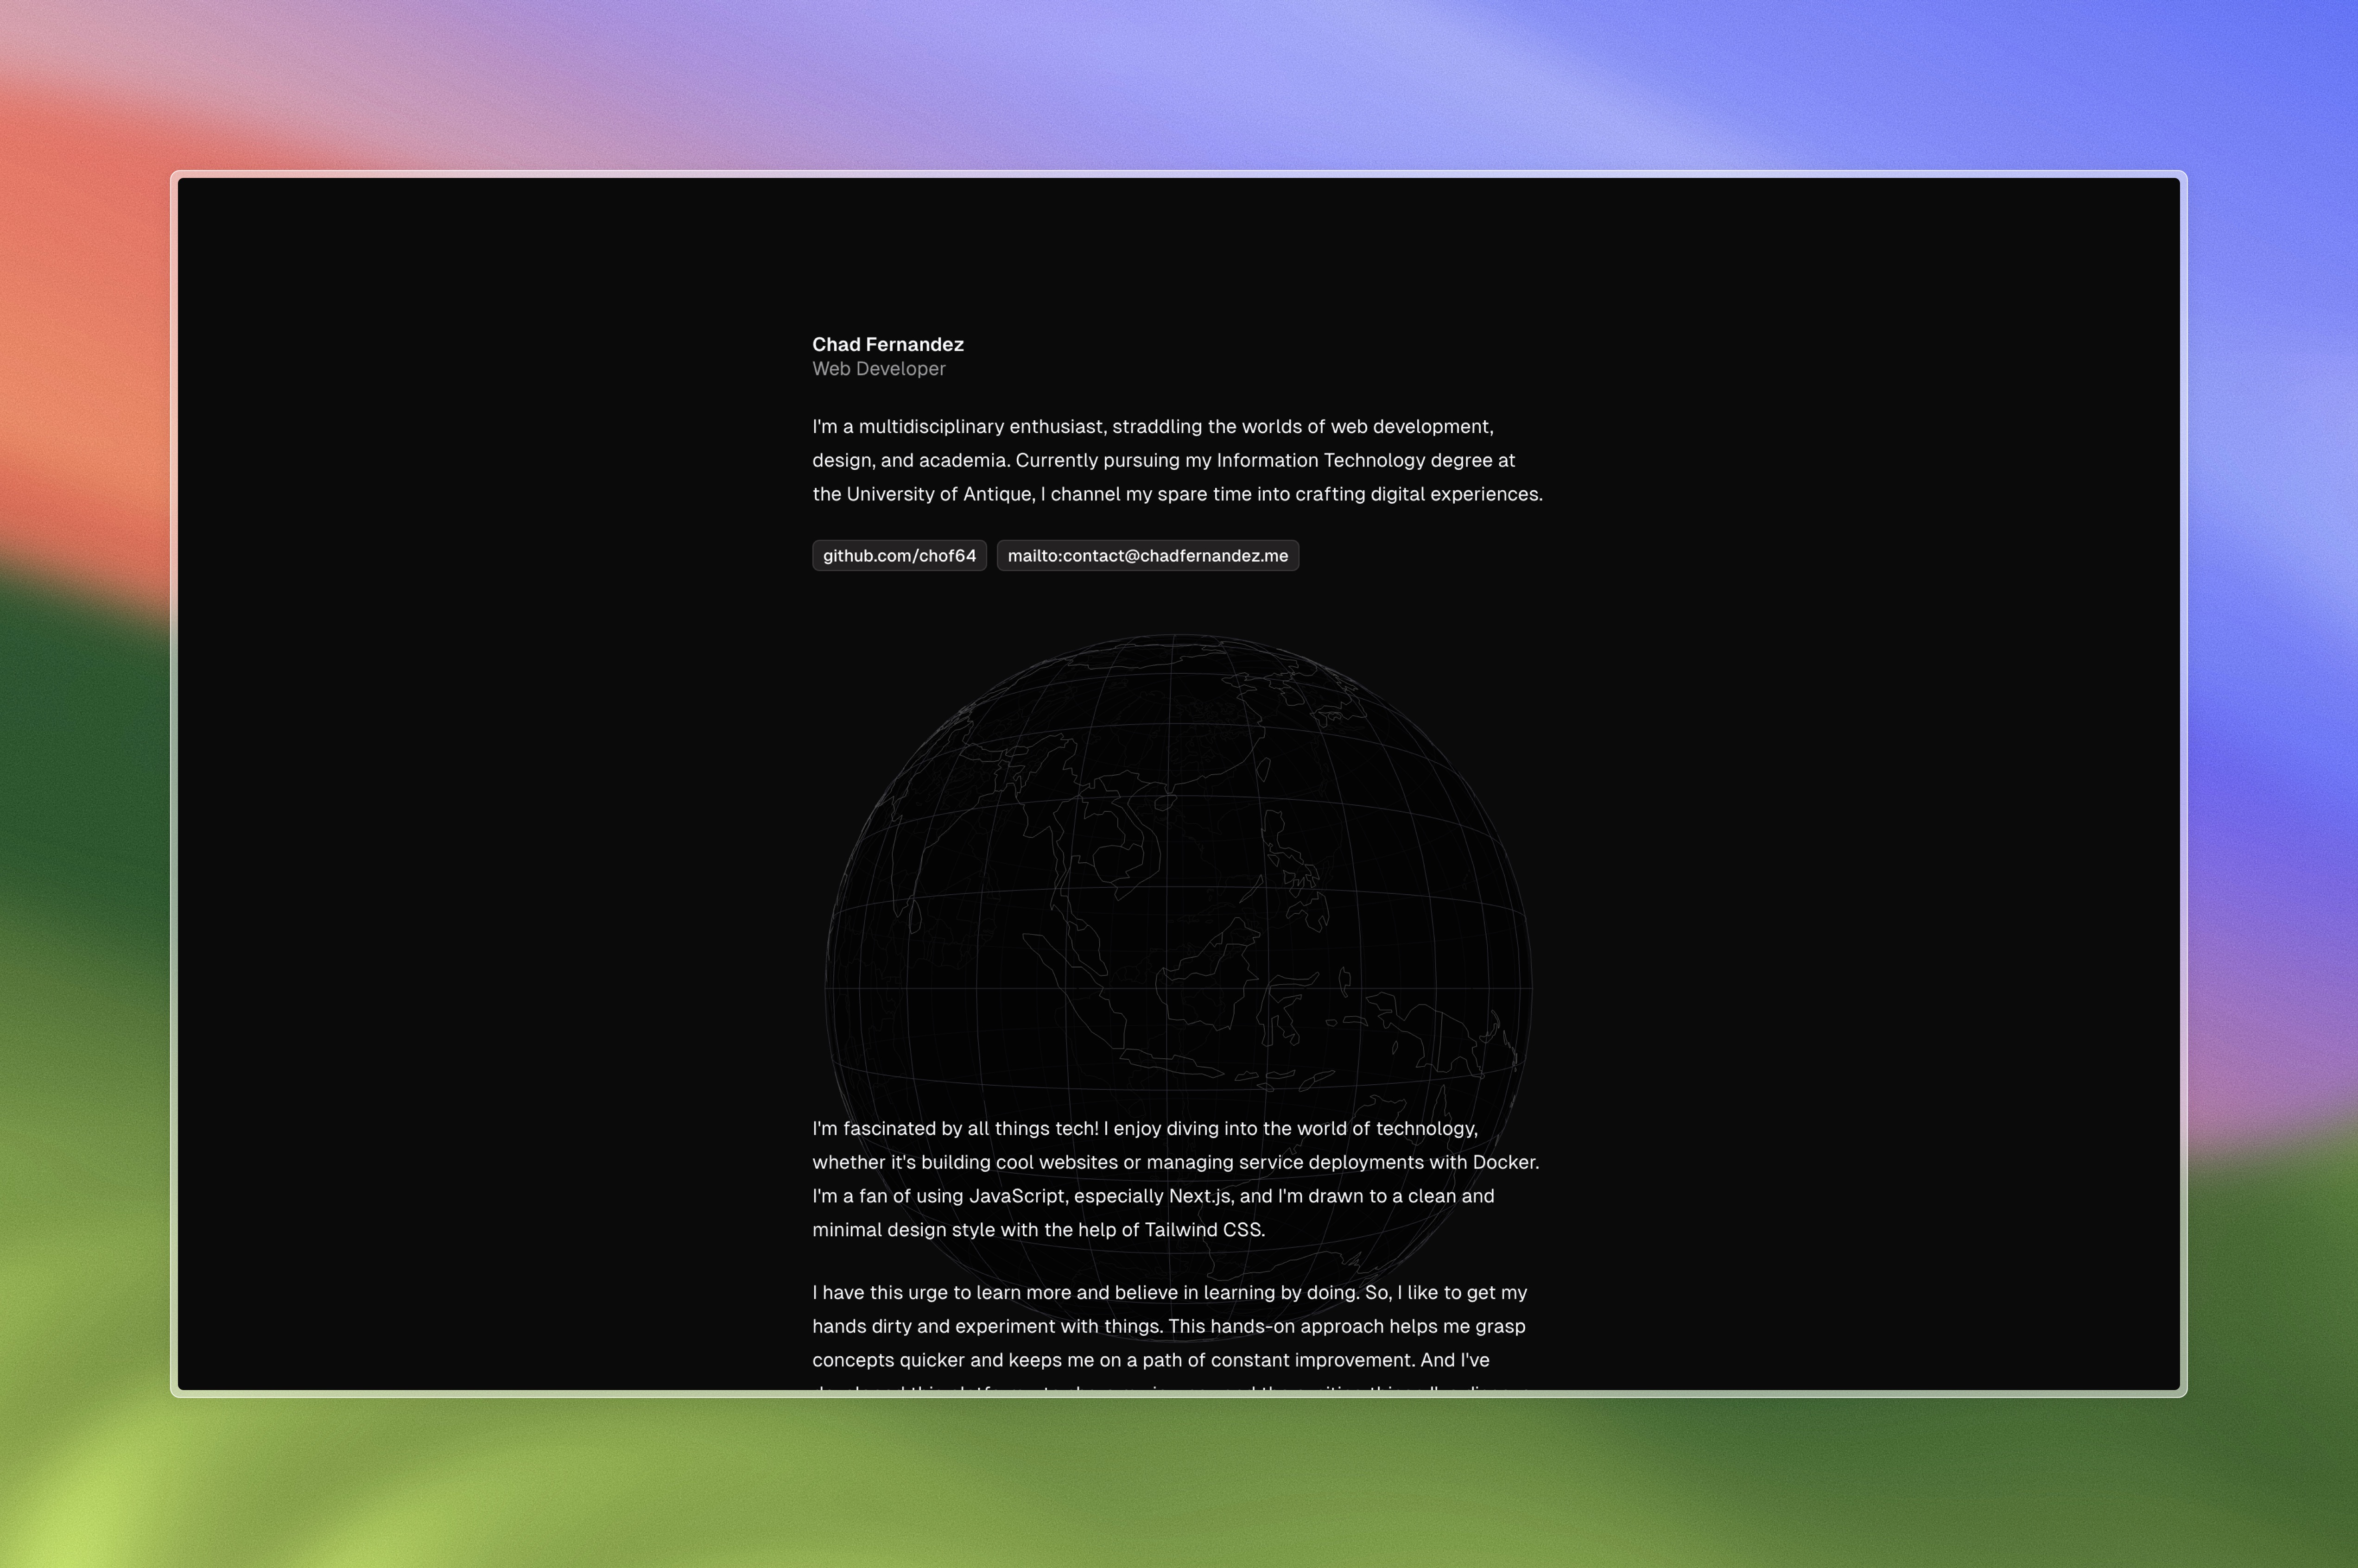 Chad Fernandez
Web Developer
I'm a multidisciplinary enthusiast, straddling the worlds of web development,
design, and academia. Currently pursuing my Information Technology degree at
the University of Antique, I channel my spare time into crafting digital experiences.
github.com/chof64
mailto:contact@chadfernandez.me
I'm fascinated by all things tech! I enjoy diving into the world of technology,
whether it's building cool websites or managing service deployments with Docker.
I'm a fan of using JavaScript, especially Next.js, and I'm drawn to a clean and
minimal design style with the help of Tailwind CSS.
I have this urge to learn more and believe in learning by doing. So, I like to get my
hands dirty and experiment with things. This hands-on approach helps me grasp
concepts quicker and keeps me on a path of constant improvement. And I've